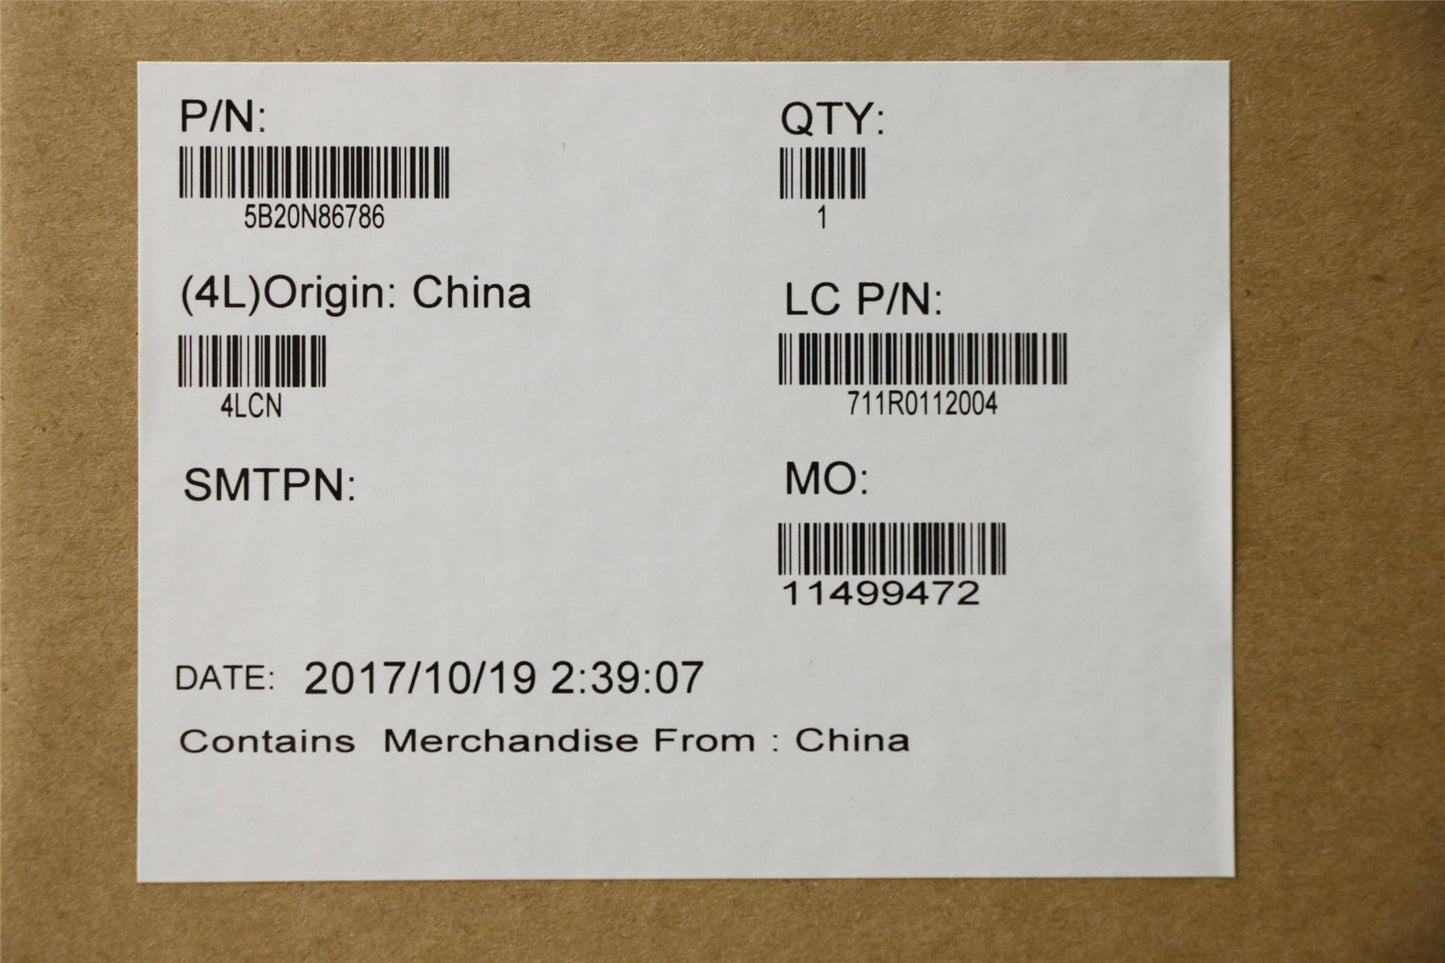 P/N:
5B20N86786
QTY:
1
(4L)Origin: China
4LCN
LC P/N:
711R0112004
SMTPN:
MO:
11499472
DATE: 2017/10/19 2:39:07
Contains Merchandise From : China